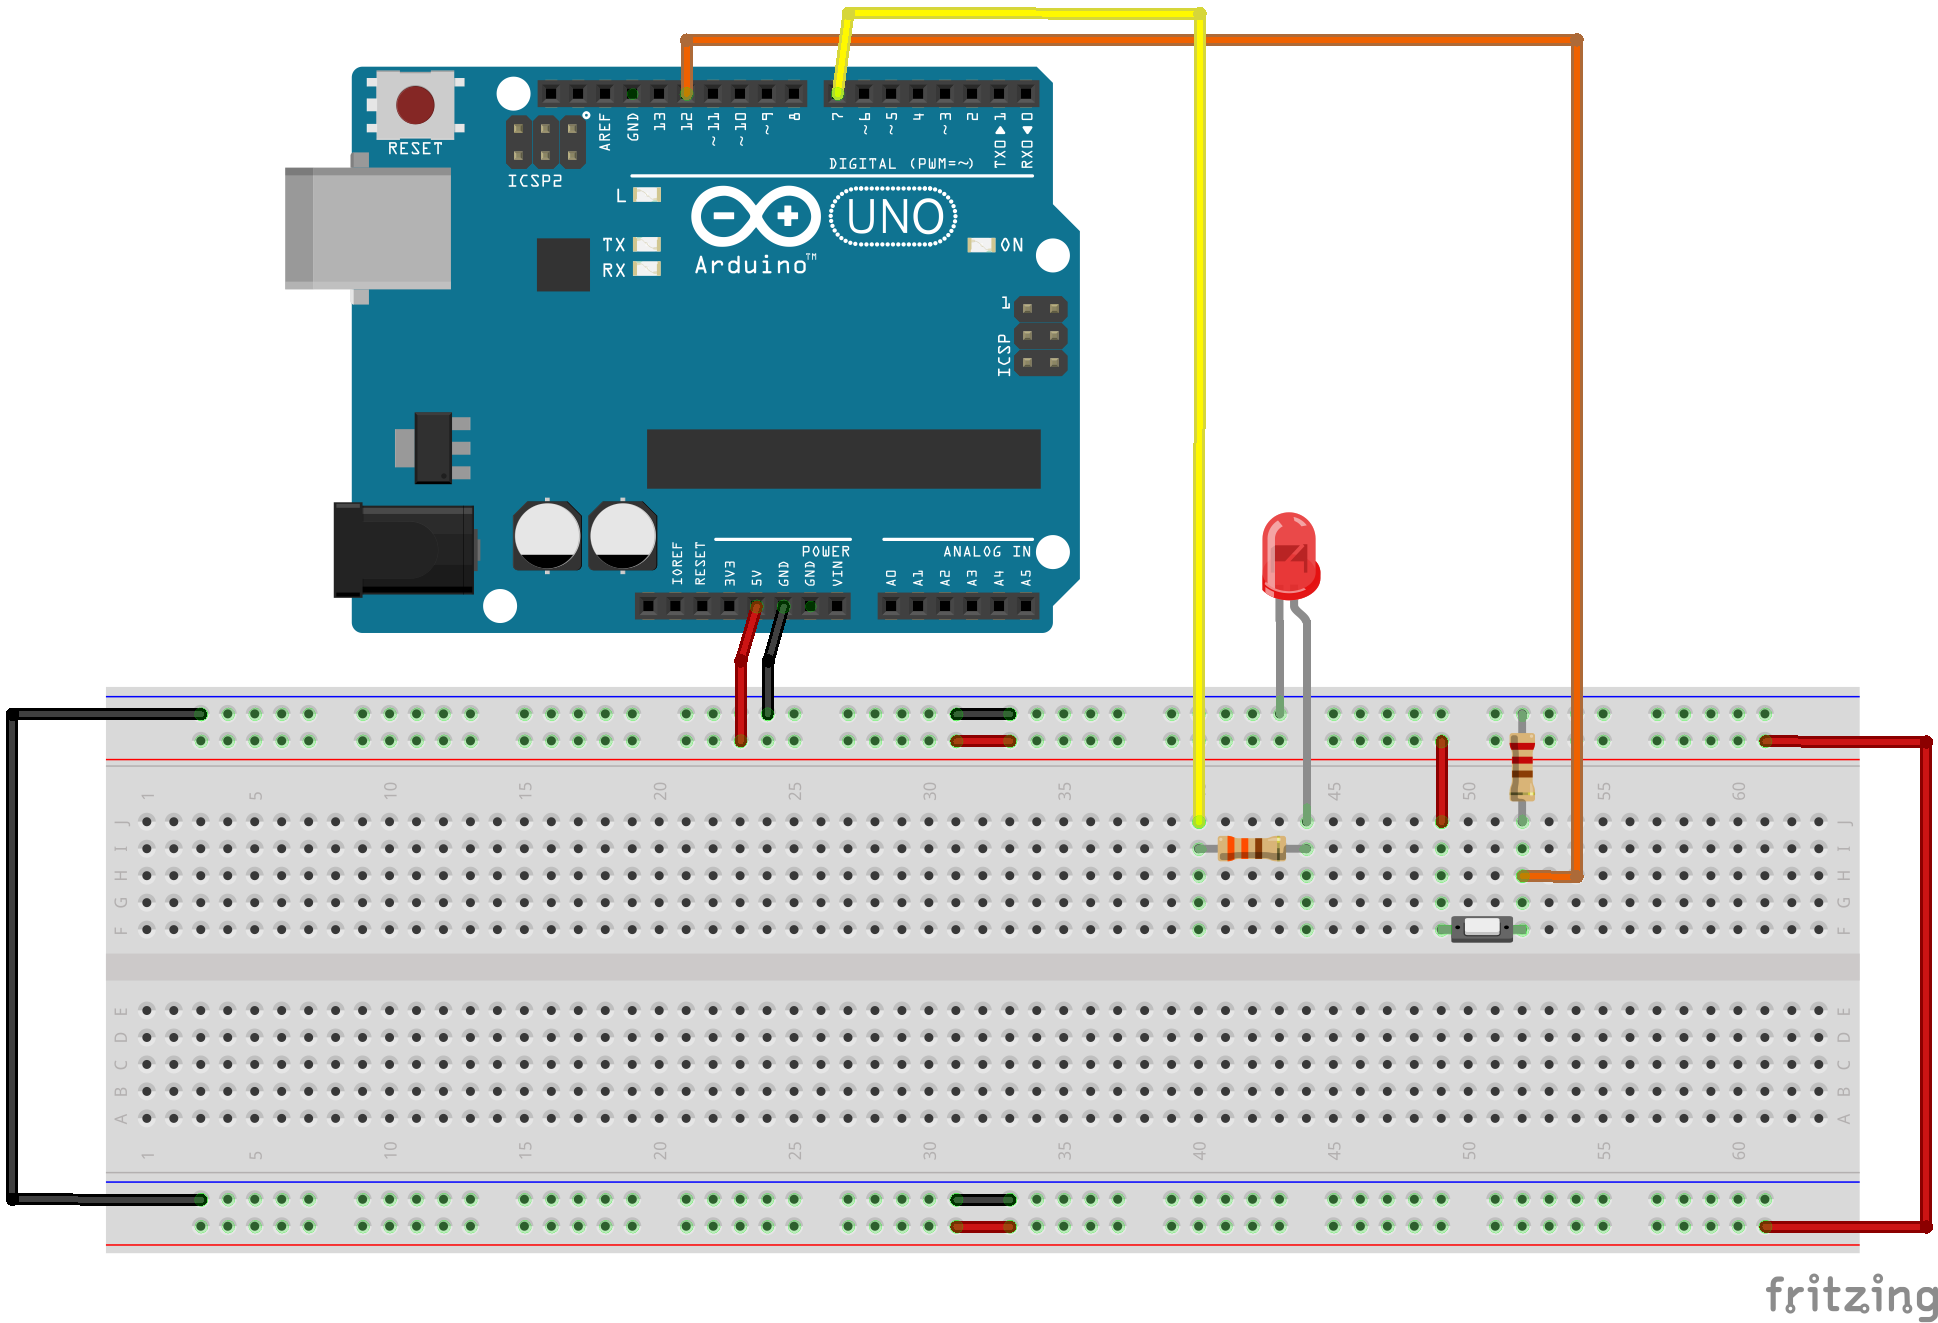 RESET
ICSP2
AREF
GND
13
12
~11
~10
~9
8
7
~6
~5
4
~3
2
TX0▶1
RX0◀0
DIGITAL (PWM=~)
L
TX
RX
Arduino™
UNO
ON
1
ICSP
POWER
ANALOG IN
IOREF
RESET
3V3
5V
GND
GND
VIN
A0
A1
A2
A3
A4
A5
1 5 10 15 20 25 30 35 45 50 55 60
J J
I I
H H
G G
F F
E E
D D
C C
B B
A A
1 5 10 15 20 25 30 35 40 45 50 55 60
fritzing